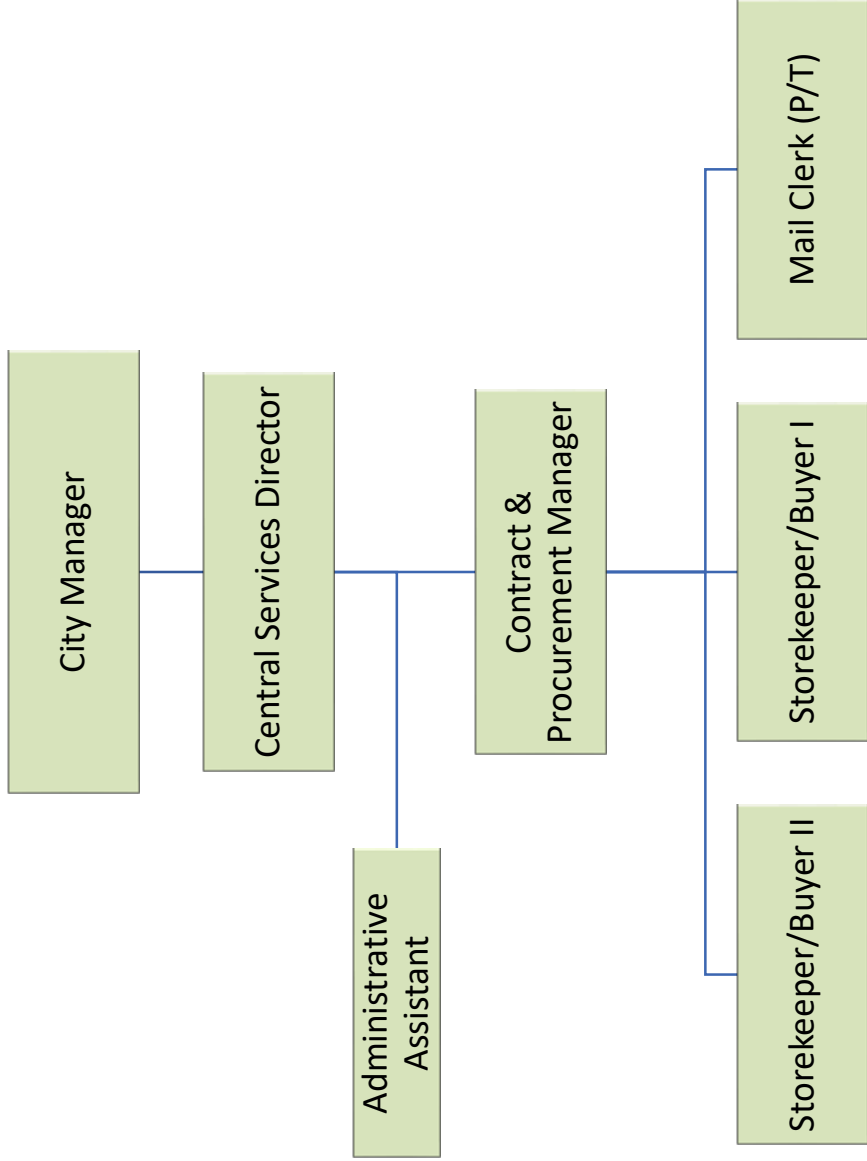 City Manager
Central Services Director
Administrative
Assistant
Contract &
Procurement Manager
Storekeeper/Buyer II
Storekeeper/Buyer I
Mail Clerk (P/T)